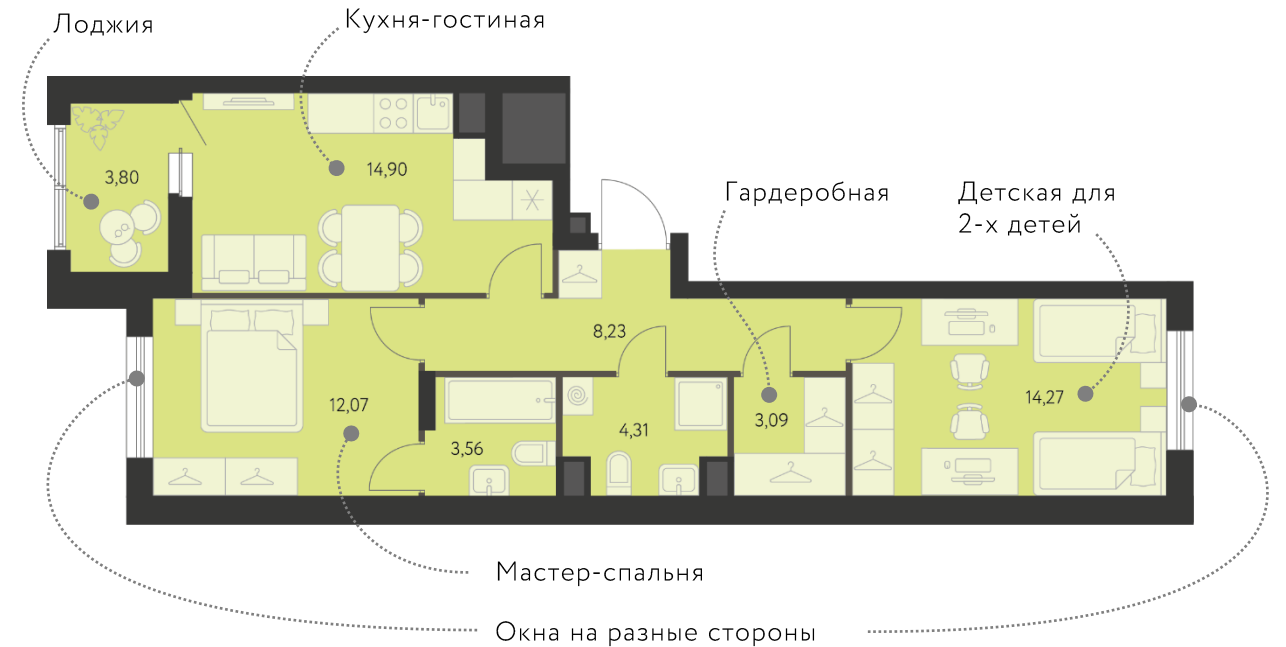 Лоджия
Кухня-гостиная
3,80
14,90
Гардеробная
Детская для
2-х детей
8,23
12,07
3,56
4,31
3,09
14,27
Мастер-спальня
Окна на разные стороны